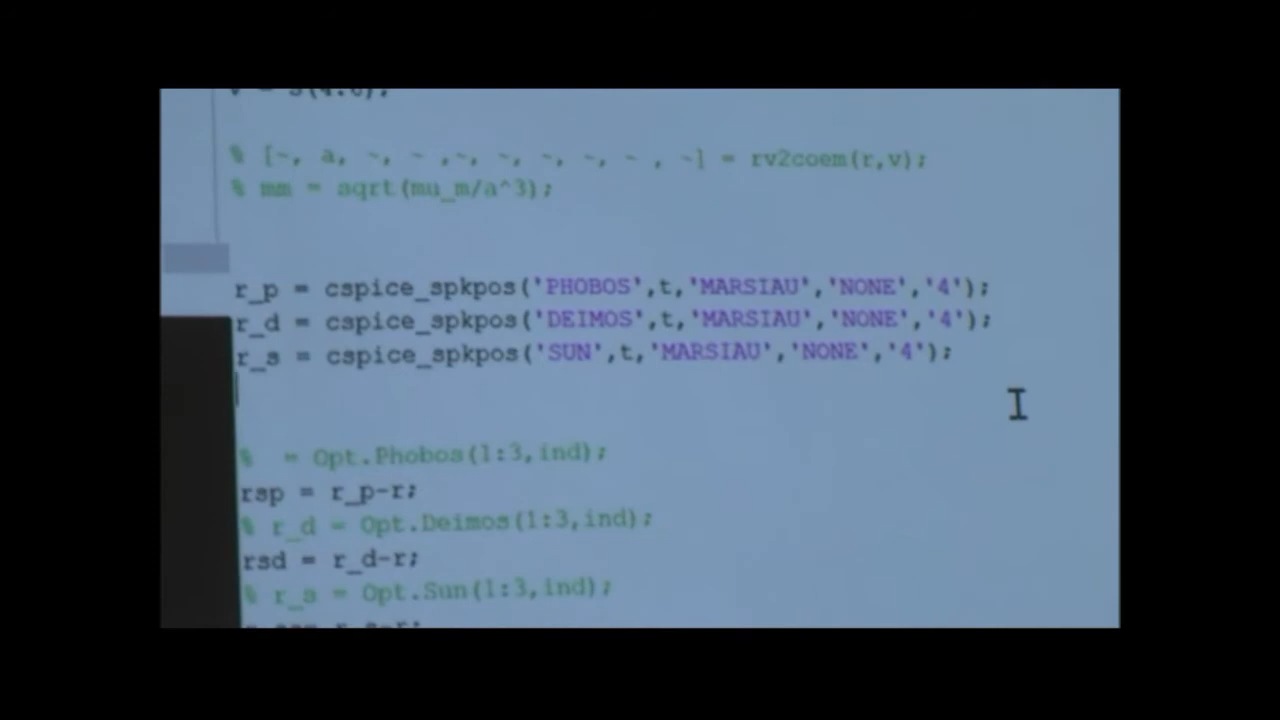 % [~, a, ~, ~ ,~, ~, ~, ~, ~ , ~] = rv2coem(r,v);
% mm = sqrt(mu_m/a^3);
r_p = cspice_spkpos('PHOBOS',t,'MARSIAU','NONE','4');
r_d = cspice_spkpos('DEIMOS',t,'MARSIAU','NONE','4');
r_s = cspice_spkpos('SUN',t,'MARSIAU','NONE','4');
%  = Opt.Phobos(1:3,ind);
rsp = r_p-r;
% r_d = Opt.Deimos(1:3,ind);
rsd = r_d-r;
% r_s = Opt.Sun(1:3,ind);